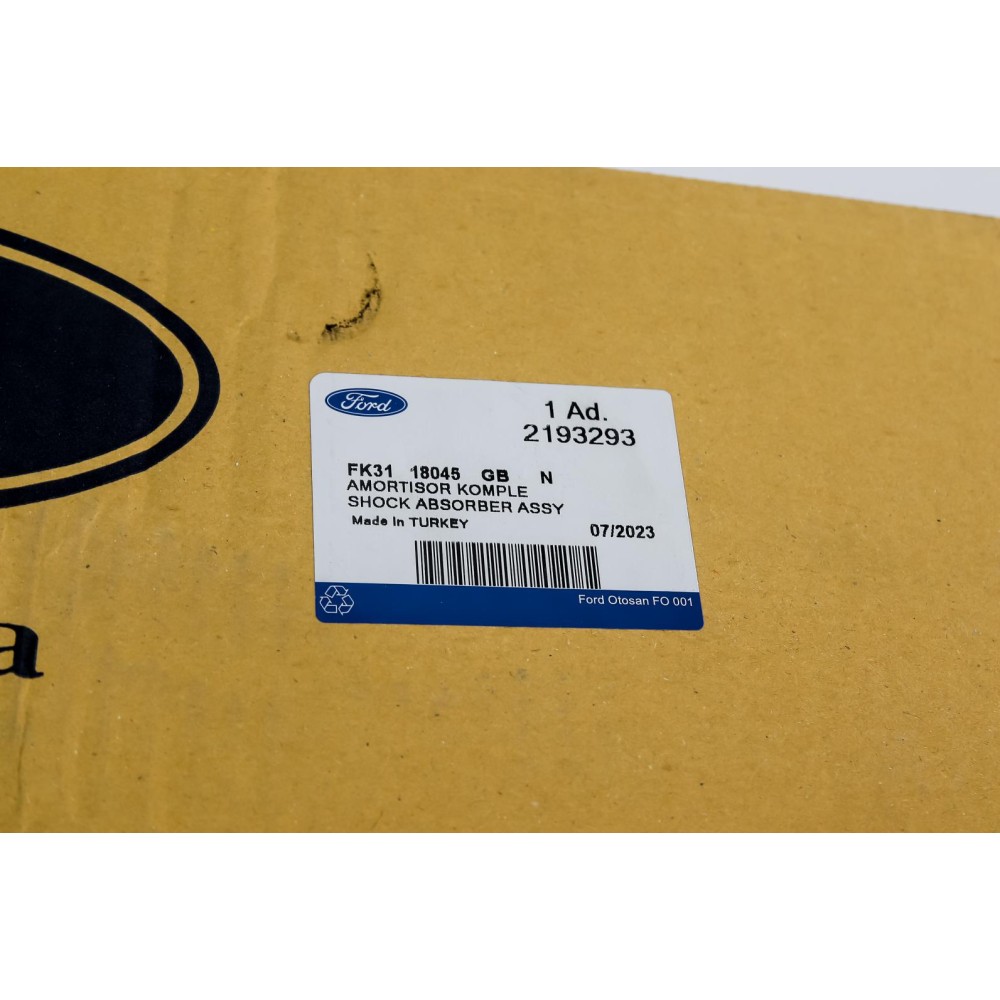 Ford
1 Ad.
2193293
FK31 18045 GB N
AMORTISOR KOMPLE
SHOCK ABSORBER ASSY
Made In TURKEY
07/2023
Ford Otosan FO 001
a